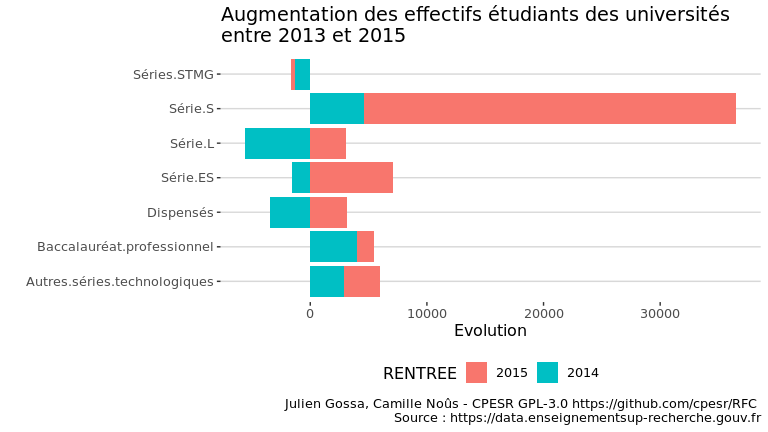 Augmentation des effectifs étudiants des universités
entre 2013 et 2015
Séries.STMG
Série.S
Série.L
Série.ES
Dispensés
Baccalauréat.professionnel
Autres.séries.technologiques
0 10000 20000 30000
Evolution
RENTREE 2015 2014
Julien Gossa, Camille Noûs - CPESR GPL-3.0 https://github.com/cpesr/RFC
Source : https://data.enseignementsup-recherche.gouv.fr